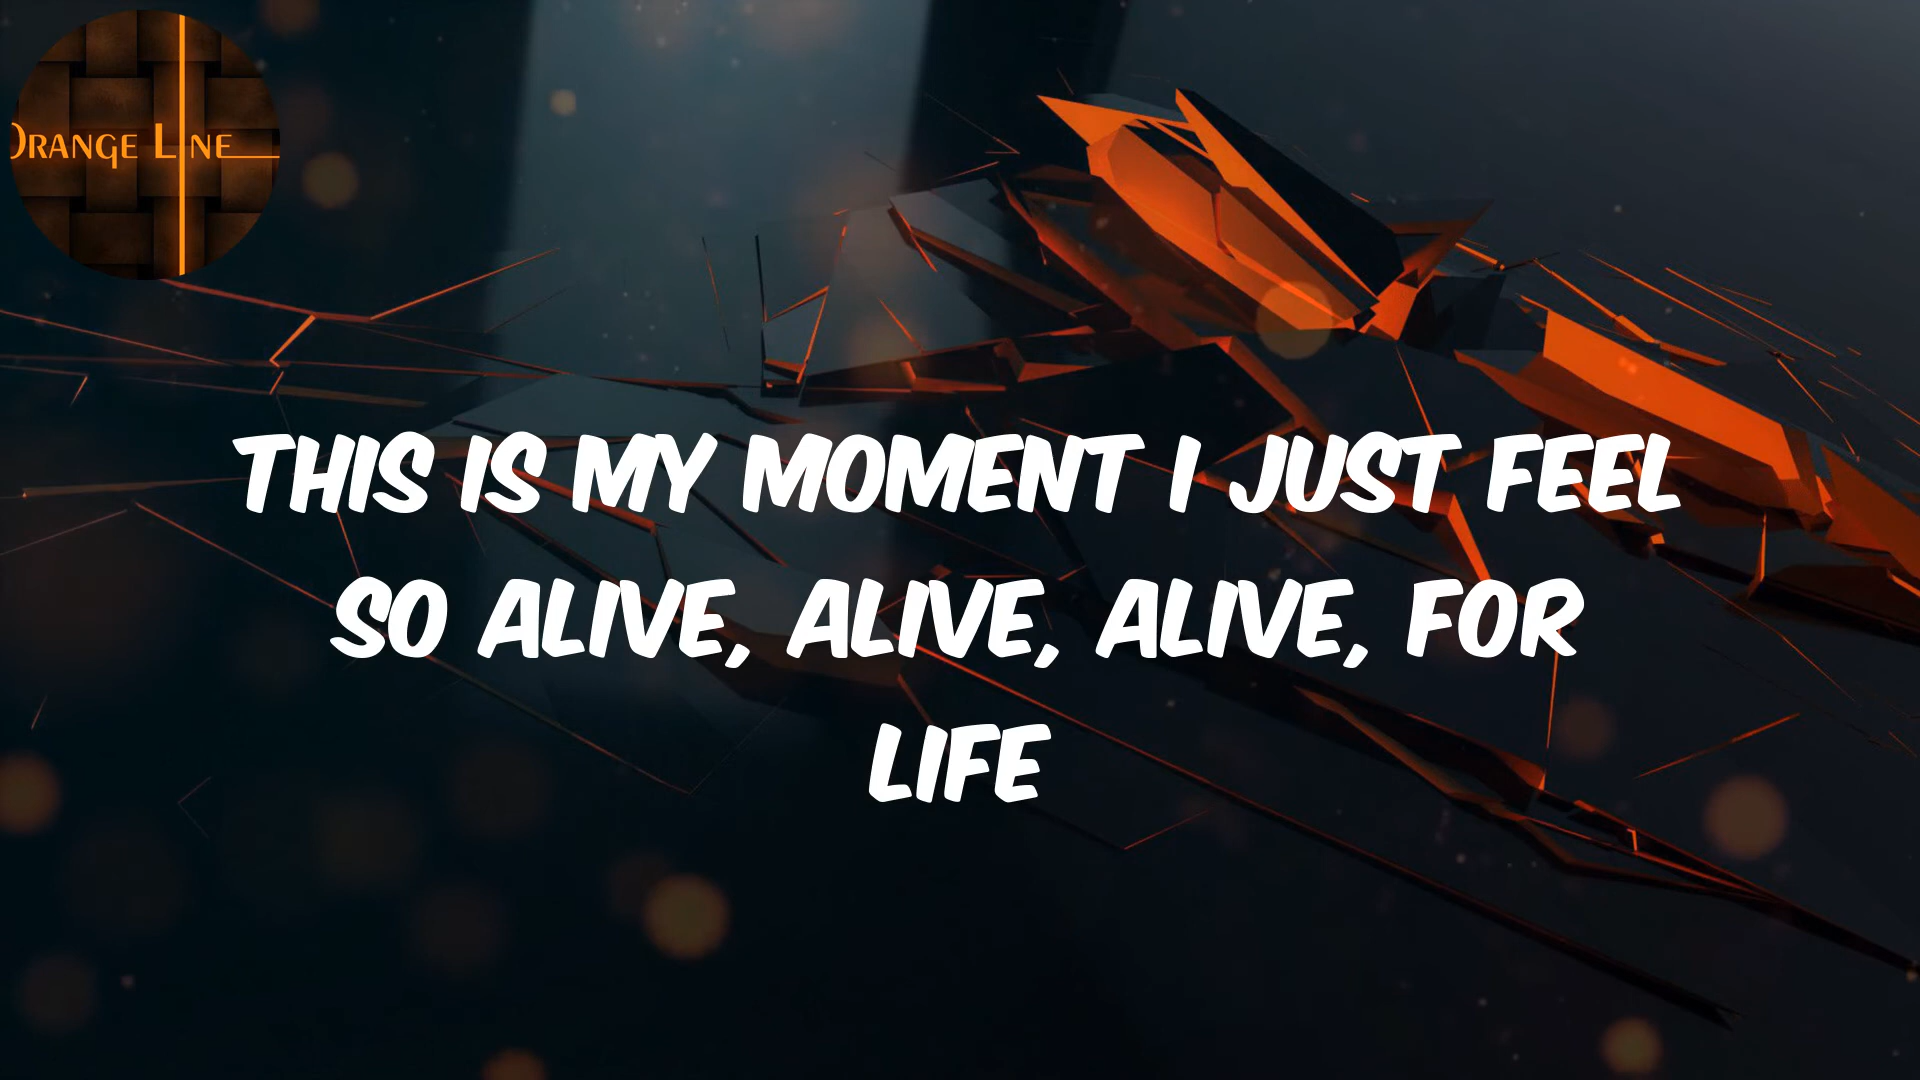 ORANGE LINE
THIS IS MY MOMENT I JUST FEEL
SO ALIVE, ALIVE, ALIVE, FOR
LIFE